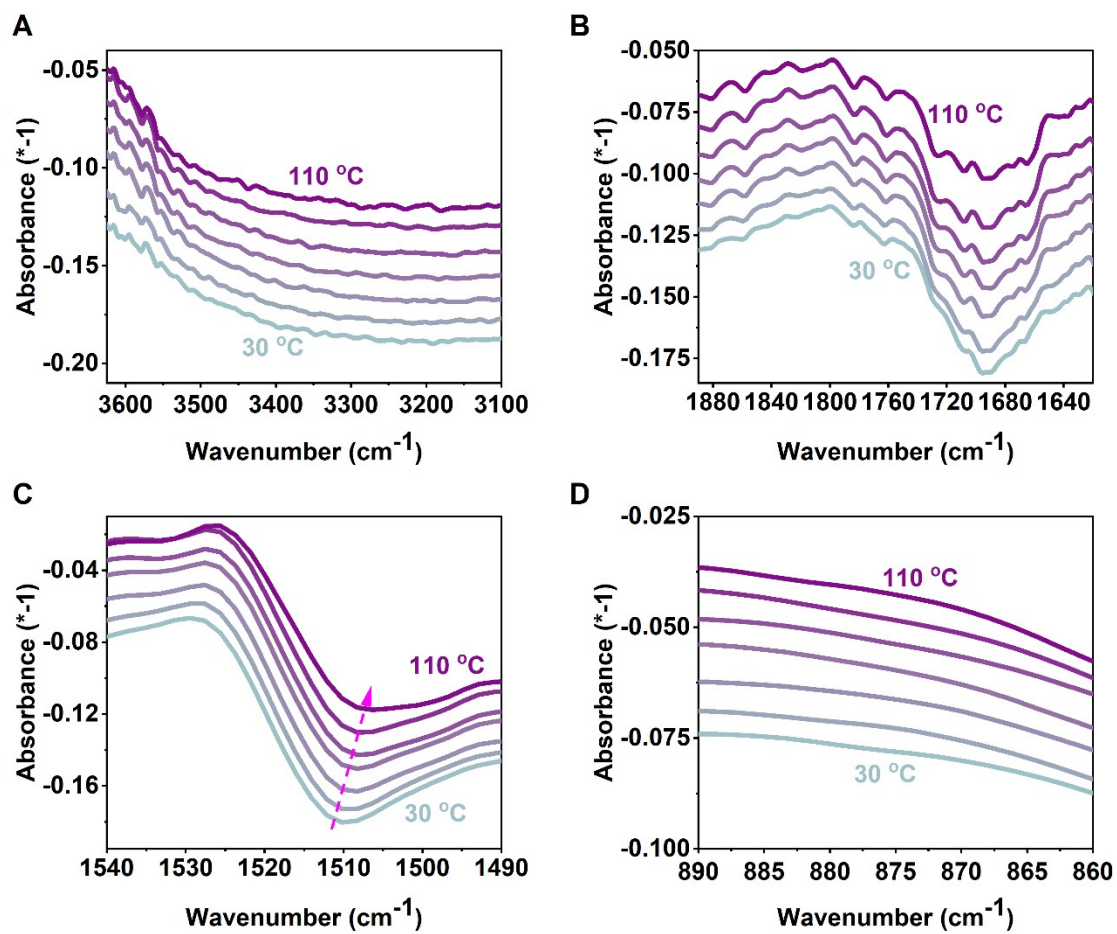 A
Absorbance (*-1)
-0.05
-0.10
-0.15
-0.20
110 °C
30 °C
3600 3500 3400 3300 3200 3100
Wavenumber (cm-1)
B
Absorbance (*-1)
-0.050
-0.075
-0.100
-0.125
-0.150
-0.175
110 °C
30 °C
1880 1840 1800 1760 1720 1680 1640
Wavenumber (cm-1)
C
Absorbance (*-1)
-0.04
-0.08
-0.12
-0.16
110 °C
30 °C
1540 1530 1520 1510 1500 1490
Wavenumber (cm-1)
D
Absorbance (*-1)
-0.025
-0.050
-0.075
-0.100
110 °C
30 °C
890 885 880 875 870 865 860
Wavenumber (cm-1)